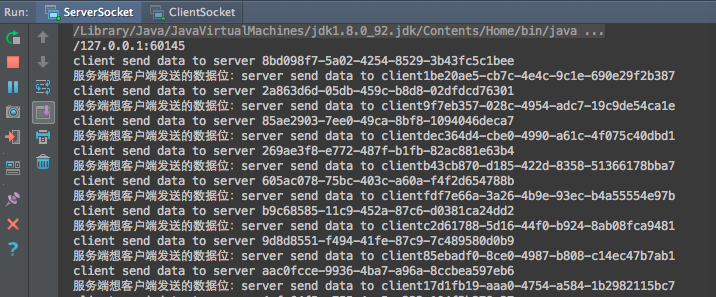 Run: ServerSocket ClientSocket
/Library/Java/JavaVirtualMachines/jdk1.8.0_92.jdk/Contents/Home/bin/java ...
/127.0.0.1:60145
client send data to server 8bd098f7-5a02-4254-8529-3b43fc5c1bee
服务端想客户端发送的数据位：server send data to client1be20ae5-cb7c-4e4c-9c1e-690e29f2b387
client send data to server 2a863d6d-05db-459c-b8d8-02dfdcd76301
服务端想客户端发送的数据位：server send data to client9f7eb357-028c-4954-adc7-19c9de54ca1e
client send data to server 85ae2903-7ee0-49ca-8bf8-1094046deca7
服务端想客户端发送的数据位：server send data to clientdec364d4-cbe0-4990-a61c-4f075c40dbd1
client send data to server 269ae3f8-e772-487f-b1fb-82ac881e63b4
服务端想客户端发送的数据位：server send data to clientb43cb870-d185-422d-8358-51366178bba7
client send data to server 605ac078-75bc-403c-a60a-f4f2d654788b
服务端想客户端发送的数据位：server send data to clientfdf7e66a-3a26-4b9e-93ec-b4a55554e97b
client send data to server b9c68585-11c9-452a-87c6-d0381ca24dd2
服务端想客户端发送的数据位：server send data to clientc2d61788-5d16-44f0-b924-8ab08fca9481
client send data to server 9d8d8551-f494-41fe-87c9-7c489580d0b9
服务端想客户端发送的数据位：server send data to client85ebadf0-8ce0-4987-b808-c14ec47b7ab1
client send data to server aac0fcce-9936-4ba7-a96a-8ccbea597eb6
服务端想客户端发送的数据位：server send data to client17d1fb19-aaa0-4754-a584-1b2982115bc7